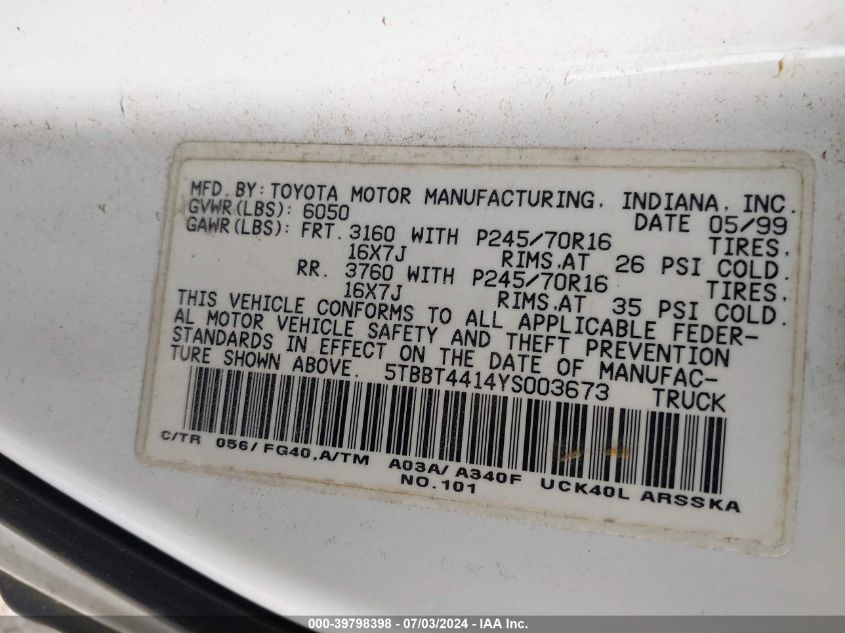 MFD. BY: TOYOTA MOTOR MANUFACTURING, INDIANA, INC.
GVWR(LBS): 6050 DATE 05/99
GAWR(LBS): FRT. 3160 WITH P245/70R16 TIRES,
16X7J RIMS,AT 26 PSI COLD.
RR. 3760 WITH P245/70R16 TIRES,
16X7J RIMS,AT 35 PSI COLD.
THIS VEHICLE CONFORMS TO ALL APPLICABLE FEDER-
AL MOTOR VEHICLE SAFETY AND THEFT PREVENTION
STANDARDS IN EFFECT ON THE DATE OF MANUFAC-
TURE SHOWN ABOVE. 5TBBT4414YS003673 TRUCK
C/TR 056/FG40,A/TM A03A/A340F UCK40L ARSSKA
NO.101
000-39798398 - 07/03/2024 - IAA Inc.